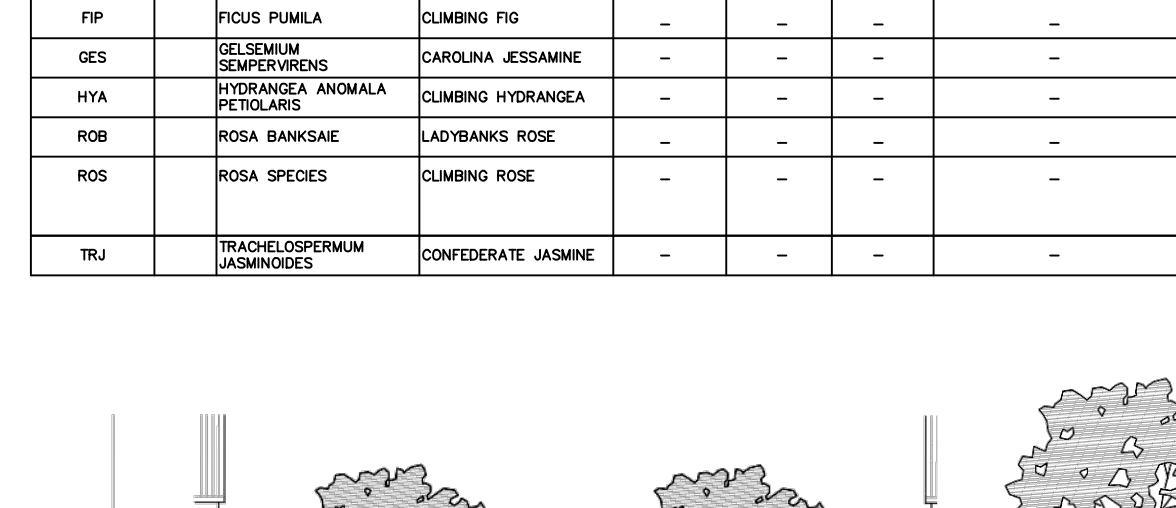 FIP FICUS PUMILA CLIMBING FIG – – – –
GES GELSEMIUM SEMPERVIRENS CAROLINA JESSAMINE – – – –
HYA HYDRANGEA ANOMALA PETIOLARIS CLIMBING HYDRANGEA – – – –
ROB ROSA BANKSAIE LADYBANKS ROSE – – – –
ROS ROSA SPECIES CLIMBING ROSE – – – –
TRJ TRACHELOSPERMUM JASMINOIDES CONFEDERATE JASMINE – – – –